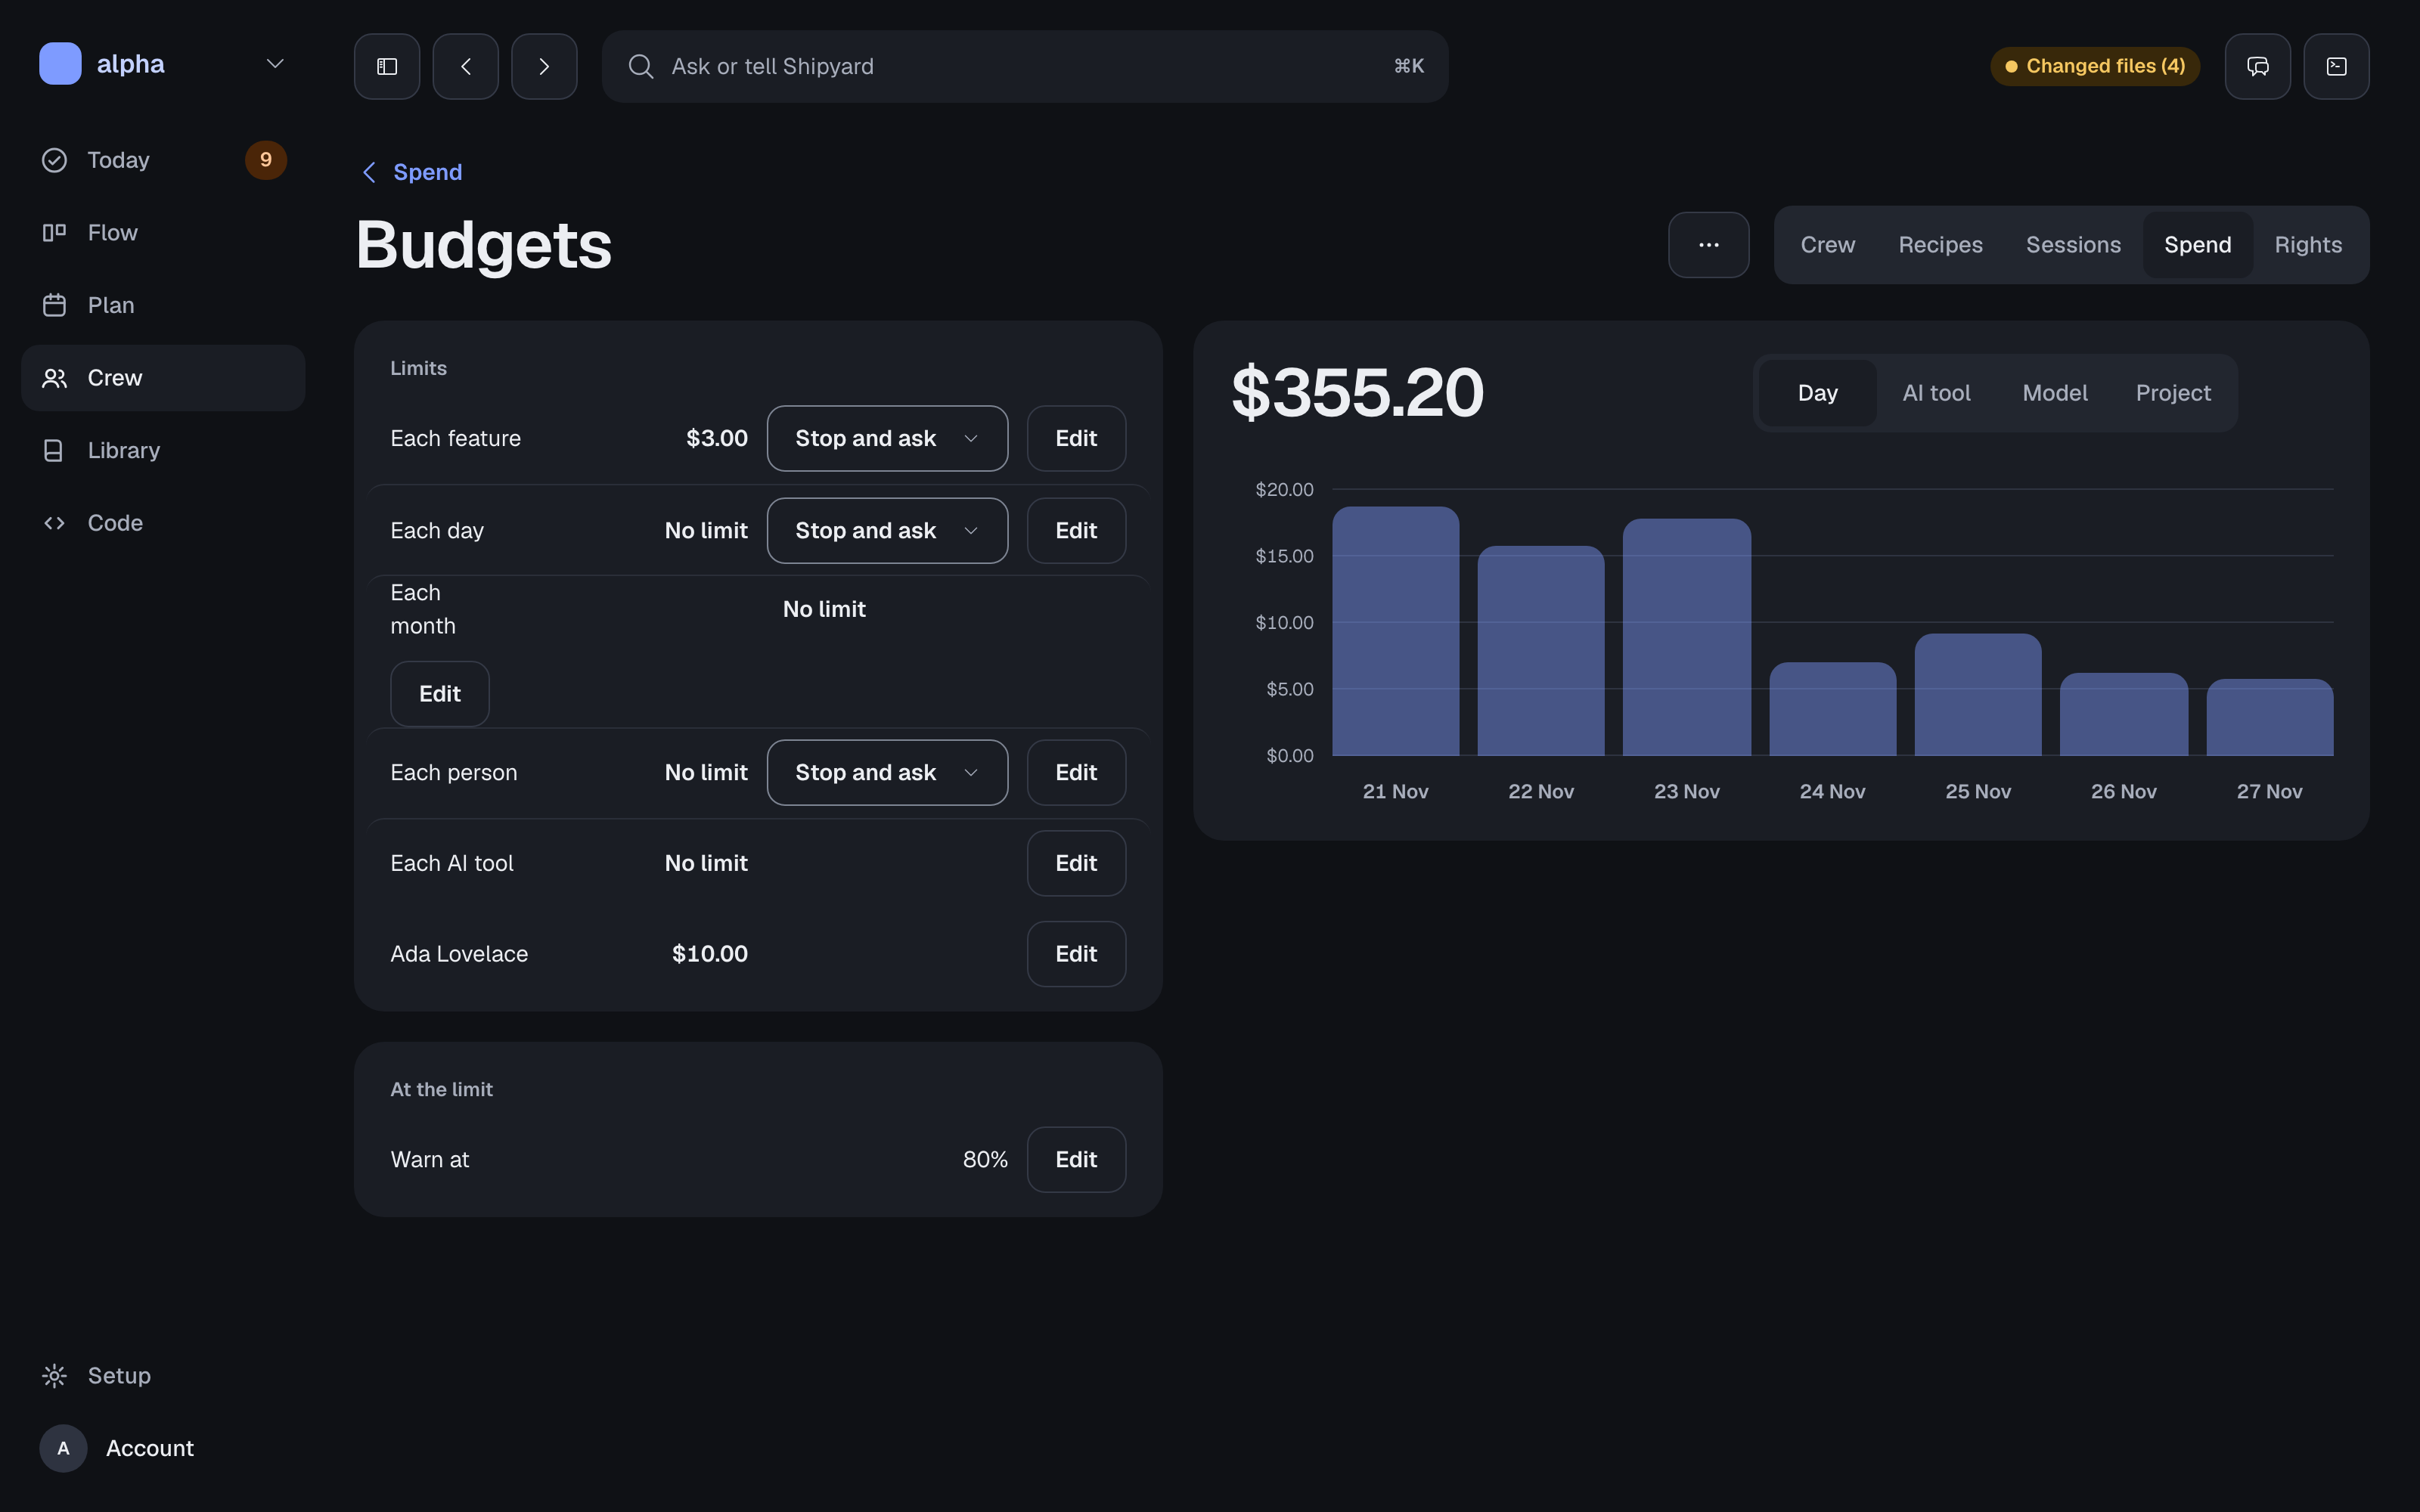 alpha
Ask or tell Shipyard
⌘K
Changed files (4)
Today
9
Flow
Plan
Crew
Library
Code
Setup
A
Account
Spend
Budgets
Crew
Recipes
Sessions
Spend
Rights
Limits
Each feature
$3.00
Stop and ask
Edit
Each day
No limit
Stop and ask
Edit
Each
month
No limit
Edit
Each person
No limit
Stop and ask
Edit
Each AI tool
No limit
Edit
Ada Lovelace
$10.00
Edit
At the limit
Warn at
80%
Edit
$355.20
Day
AI tool
Model
Project
$20.00
$15.00
$10.00
$5.00
$0.00
21 Nov
22 Nov
23 Nov
24 Nov
25 Nov
26 Nov
27 Nov